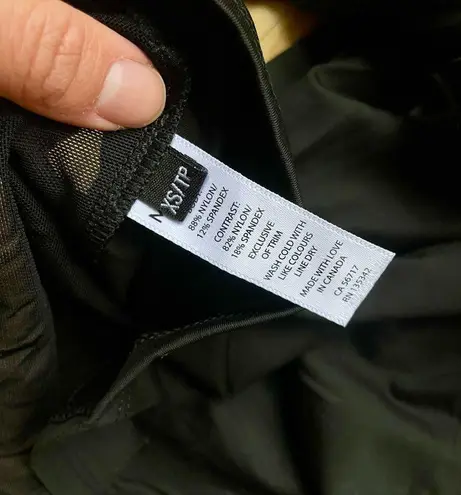 XS/TP
88% NYLON/
12% SPANDEX
CONTRAST:
82% NYLON/
18% SPANDEX
EXCLUSIVE
OF TRIM
WASH COLD WITH
LIKE COLOURS
LINE DRY
MADE WITH LOVE
IN CANADA
CA 56717
RN 135342